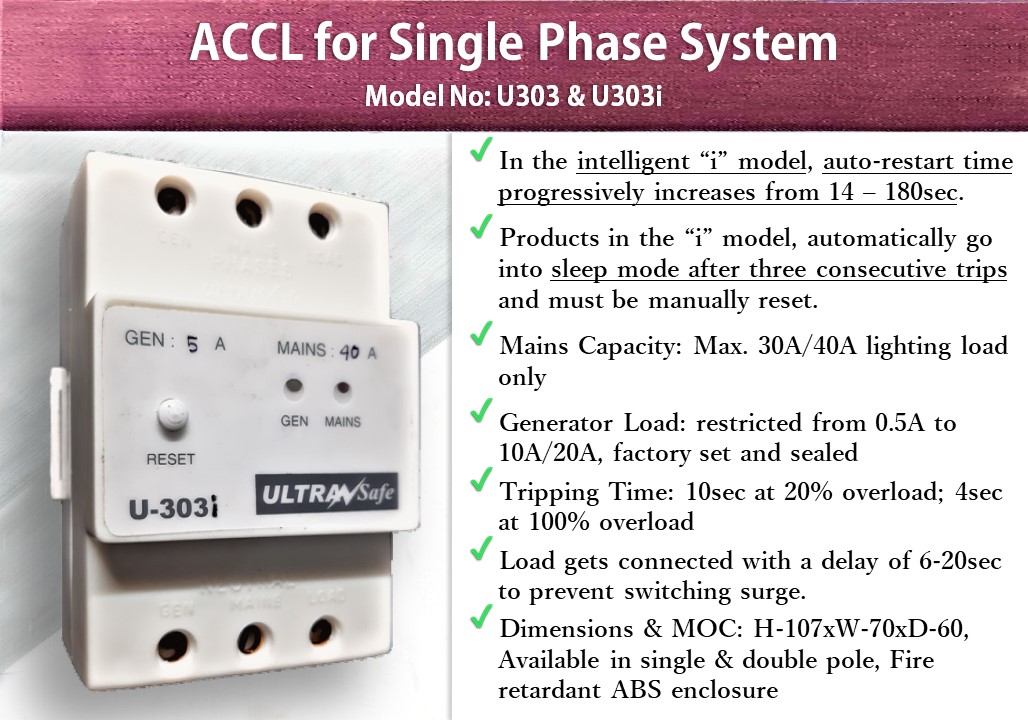 ACCL for Single Phase System
Model No: U303 & U303i
GEN
MAINS
LOAD
PHASES
GEN : 5 A
MAINS : 40 A
GEN MAINS
RESET
ULTRA Safe
U-303i
NEUTRAL
GEN
MAINS
LOAD
In the intelligent “i” model, auto-restart time
progressively increases from 14 – 180sec.
Products in the “i” model, automatically go
into sleep mode after three consecutive trips
and must be manually reset.
Mains Capacity: Max. 30A/40A lighting load
only
Generator Load: restricted from 0.5A to
10A/20A, factory set and sealed
Tripping Time: 10sec at 20% overload; 4sec
at 100% overload
Load gets connected with a delay of 6-20sec
to prevent switching surge.
Dimensions & MOC: H-107xW-70xD-60,
Available in single & double pole, Fire
retardant ABS enclosure